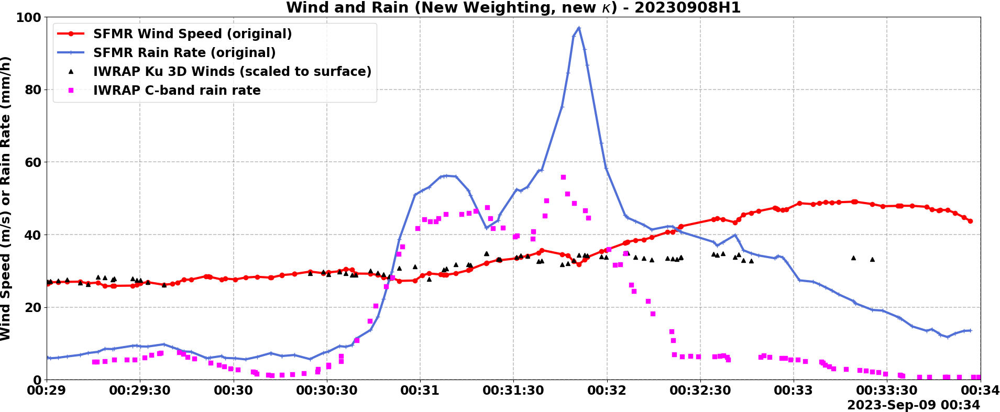 Wind and Rain (New Weighting, new κ) - 20230908H1
Wind Speed (m/s) or Rain Rate (mm/h)
100
80
60
40
20
0
SFMR Wind Speed (original)
SFMR Rain Rate (original)
IWRAP Ku 3D Winds (scaled to surface)
IWRAP C-band rain rate
00:29 00:29:30 00:30 00:30:30 00:31 00:31:30 00:32 00:32:30 00:33 00:33:30 00:34
2023-Sep-09 00:34